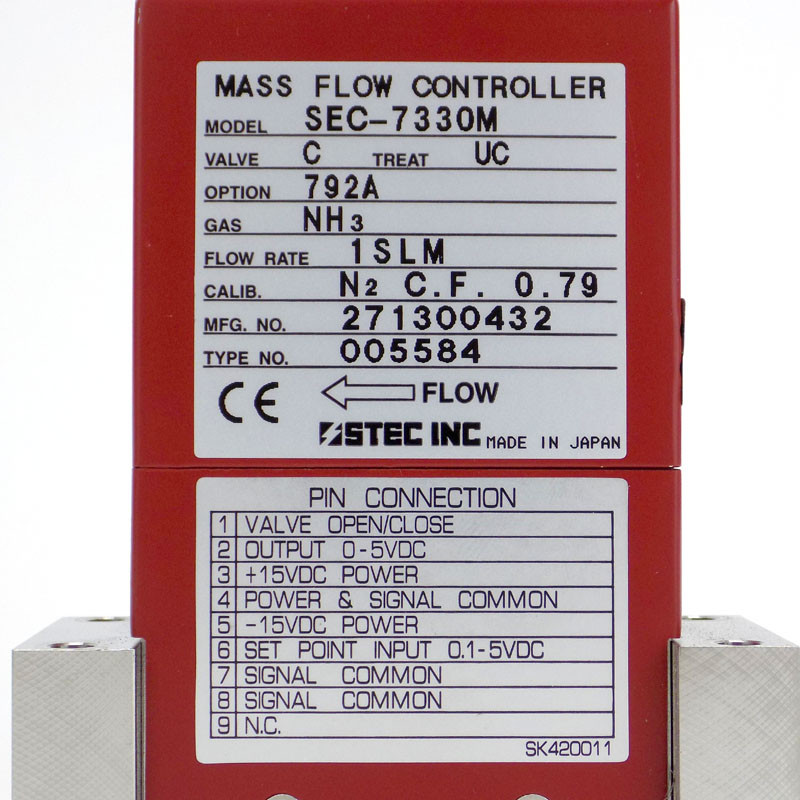 MASS FLOW CONTROLLER
MODEL SEC-7330M
VALVE C TREAT UC
OPTION 792A
GAS NH3
FLOW RATE 1SLM
CALIB. N2 C.F. 0.79
MFG. NO. 271300432
TYPE NO. 005584
CE FLOW
STEC INC MADE IN JAPAN
PIN CONNECTION
1 VALVE OPEN/CLOSE
2 OUTPUT 0-5VDC
3 +15VDC POWER
4 POWER & SIGNAL COMMON
5 -15VDC POWER
6 SET POINT INPUT 0.1-5VDC
7 SIGNAL COMMON
8 SIGNAL COMMON
9 N.C.
SK420011